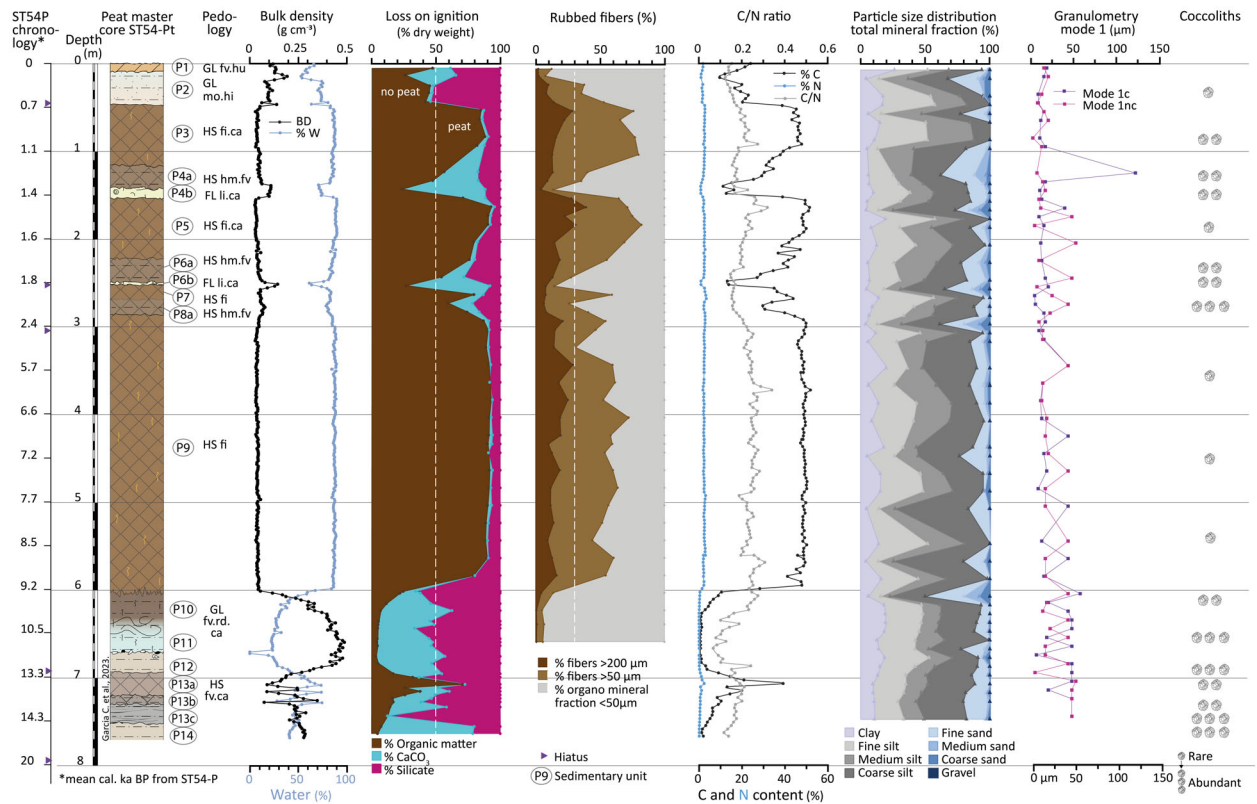 ST54P
chrono-
logy*
Depth
(m)
Peat master
core ST54-Pt
Pedo-
logy
Bulk density
(g cm⁻³)
0 0.25 0.5
Loss on ignition
(% dry weight)
0 50 100
Rubbed fibers (%)
0 50 100
C/N ratio
0 20 40 60
Particle size distribution
total mineral fraction (%)
0 50 100
Granulometry
mode 1 (µm)
0 50 100 150
Coccoliths
0
0.7
1.1
1.4
1.6
1.8
2.4
5.7
6.6
7.2
7.7
8.5
9.2
10.5
13.3
14.3
20
0
1
2
3
4
5
6
7
8
P1
P2
P3
P4a
P4b
P5
P6a
P6b
P7
P8a
P9
P10
P11
P12
P13a
P13b
P13c
P14
GL fv.hu
GL
mo.hi
HS fi.ca
HS hm.fv
FL li.ca
HS fi.ca
HS hm.fv
FL li.ca
HS fi
HS hm.fv
HS fi
GL
fv.rd.
ca
HS
fv.ca
BD
% W
no peat
peat
% C
% N
C/N
Mode 1c
Mode 1nc
Garcia C. et al., 2023.
*mean cal. ka BP from ST54-P
0 50 100
Water (%)
% Organic matter
% CaCO₃
% Silicate
% fibers >200 µm
% fibers >50 µm
% organo mineral
fraction <50µm
Hiatus
P9 Sedimentary unit
0 0.2 0.4 0.6
C and N content (%)
Clay
Fine silt
Medium silt
Coarse silt
Fine sand
Medium sand
Coarse sand
Gravel
0 µm 50 100 150
Rare
Abundant